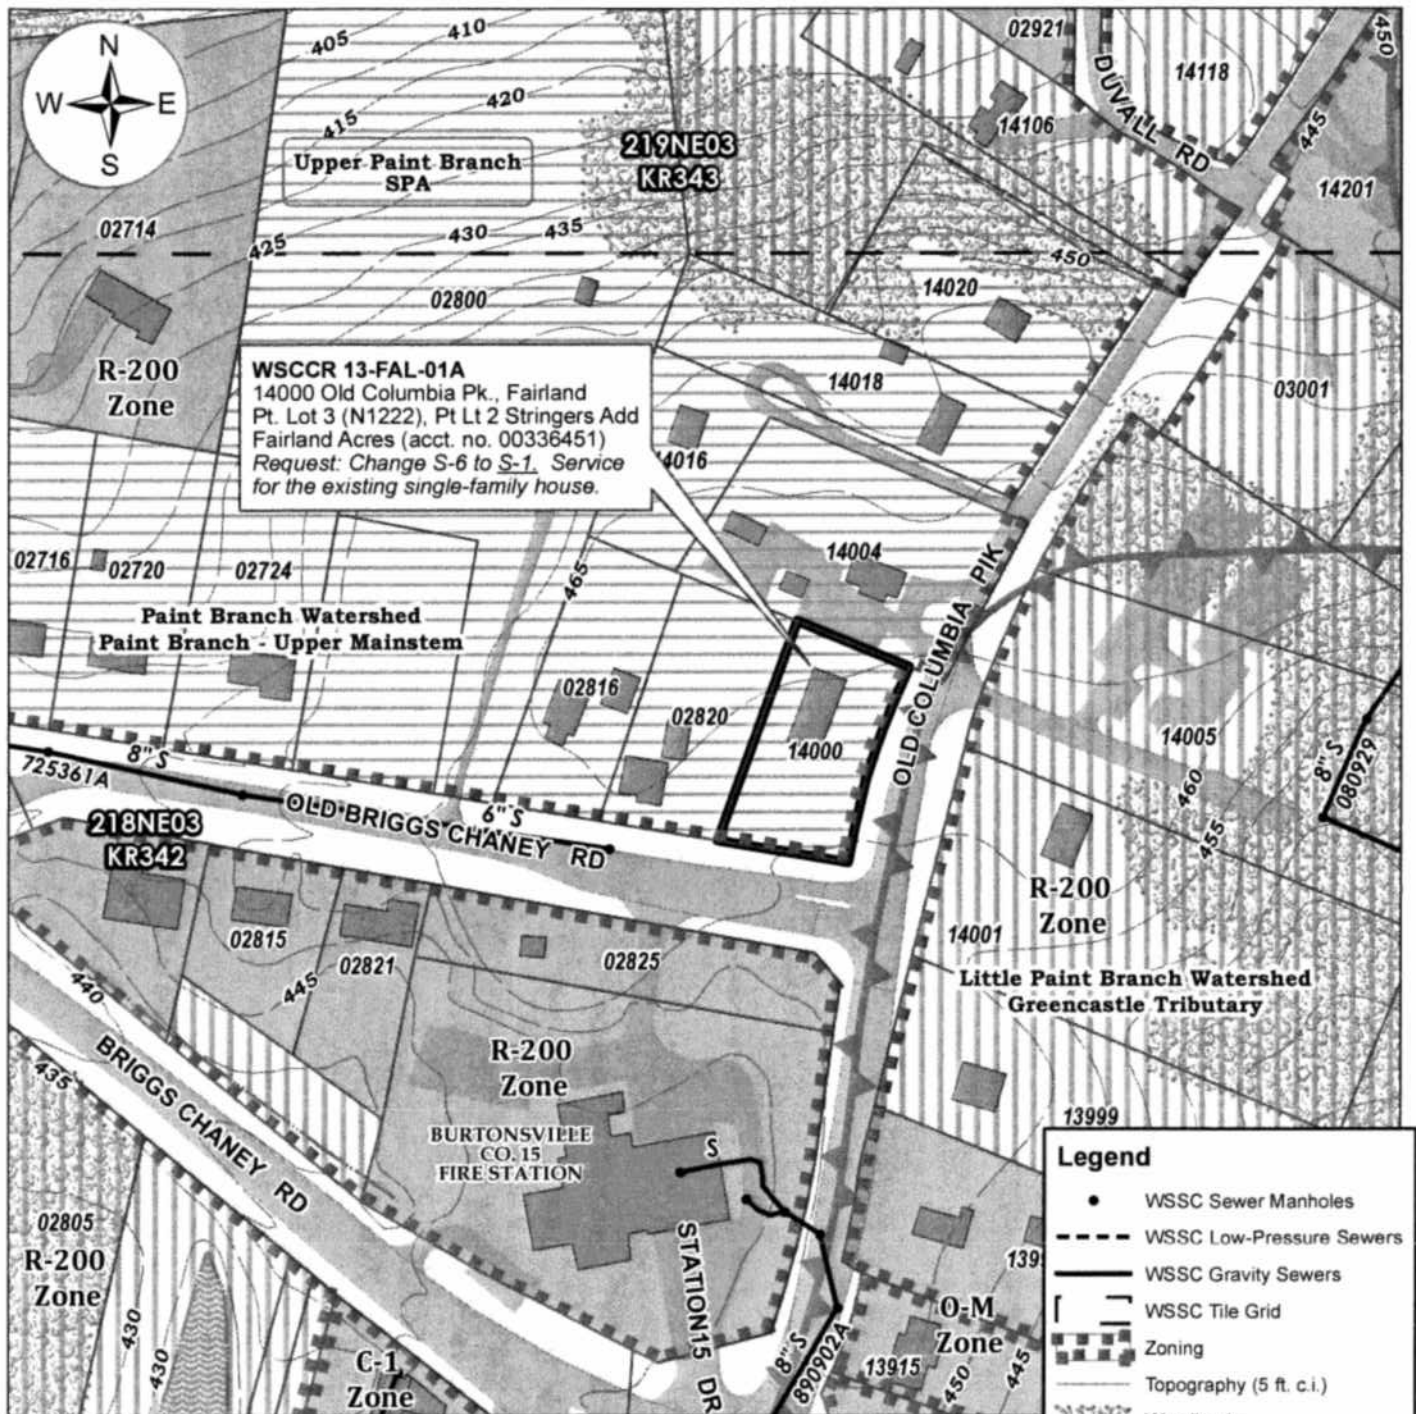 N
W E
S
405
410
415
420
425
430
435
Upper Paint Branch
SPA
219NE03
KR343
02921
14118
14106
DUVALL RD
450
445
14201
02714
02800
R-200
Zone
450
14020
14018
03001
WSCCR 13-FAL-01A
14000 Old Columbia Pk., Fairland
Pt. Lot 3 (N1222), Pt Lt 2 Stringers Add
Fairland Acres (acct. no. 00336451)
Request: Change S-6 to S-1. Service
for the existing single-family house.
14016
14004
02716
02720
02724
465
Paint Branch Watershed
Paint Branch - Upper Mainstem
02816
02820
14000
OLD COLUMBIA PIK
14005
460
455
8" S
080929
8" S
725361A
6" S
OLD BRIGGS CHANEY RD
218NE03
KR342
02815
02821
02825
445
440
435
R-200
Zone
14001
Little Paint Branch Watershed
Greencastle Tributary
R-200
Zone
BRIGGS CHANEY RD
BURTONSVILLE
CO. 15
FIRE STATION
S
STATION15 DR
13999
02805
R-200
Zone
430
430
C-1
Zone
8" S
890902A
O-M
Zone
13915
450
445
Legend
WSSC Sewer Manholes
WSSC Low-Pressure Sewers
WSSC Gravity Sewers
WSSC Tile Grid
Zoning
Topography (5 ft. c.i.)